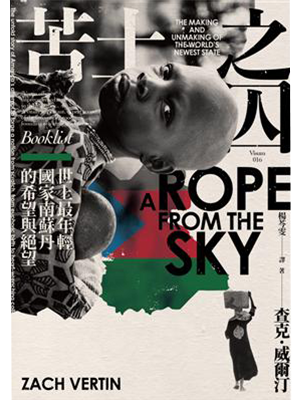 苦土之囚
THE MAKING
AND
UNMAKING OF
THE WORLD'S
NEWEST STATE
Booklist
世上最年輕
國家南蘇丹
的希望與絕望
016
A ROPE
FROM THE
SKY
楊芩雯
譯
著
查克・威爾汀
ZACH VERTIN